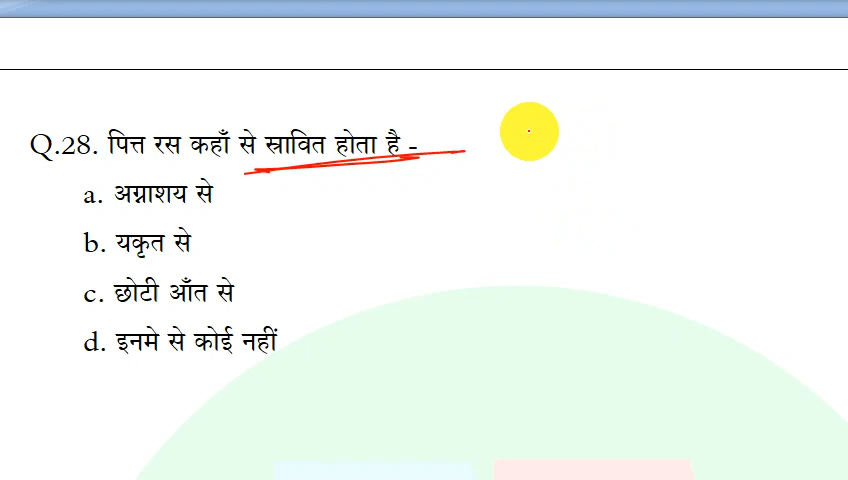 Q.28. पित्त रस कहाँ से स्रावित होता है -
a. अग्नाशय से
b. यकृत से
c. छोटी आँत से
d. इनमे से कोई नहीं